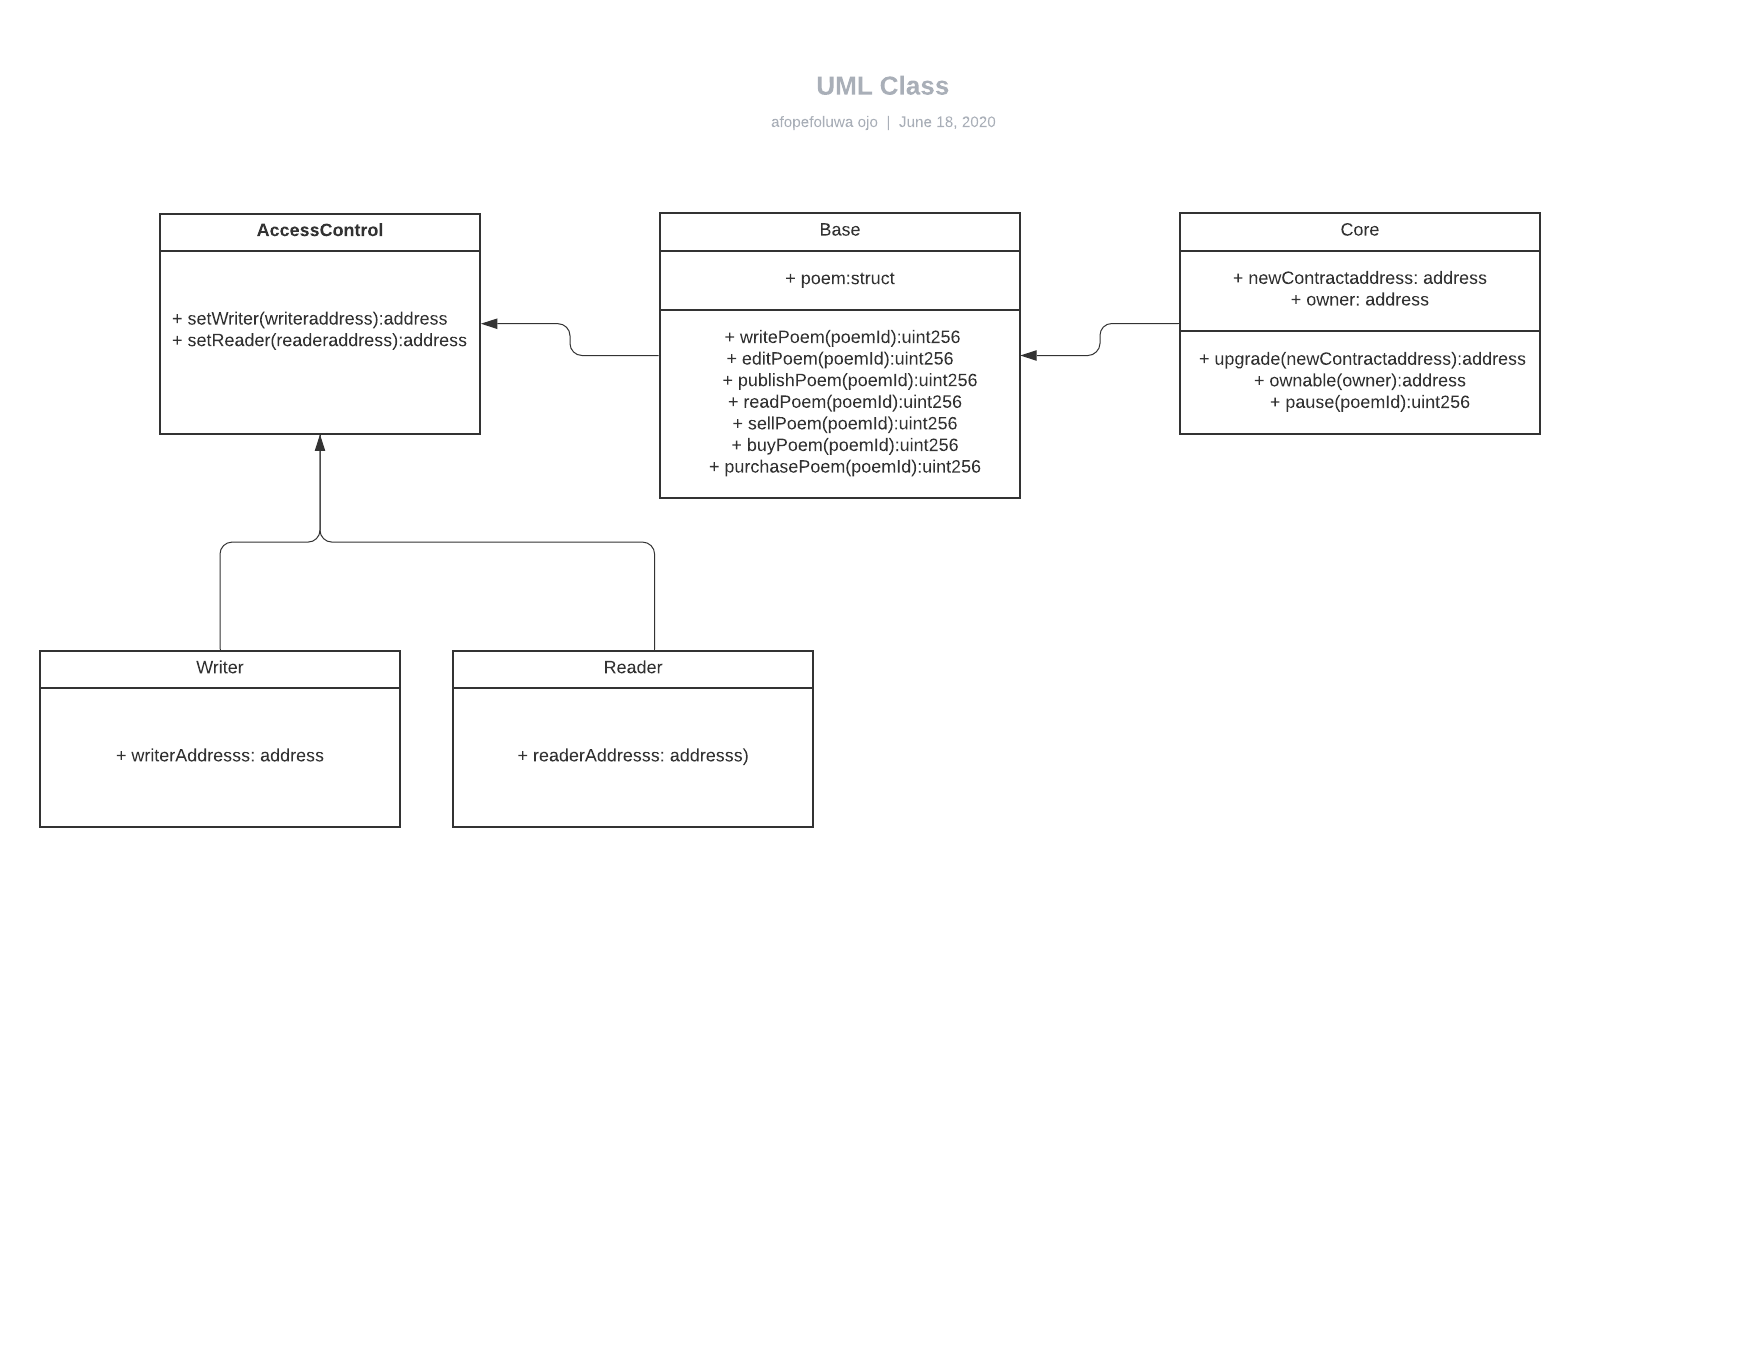 UML Class
afopefoluwa ojo | June 18, 2020
AccessControl
+ setWriter(writeraddress):address
+ setReader(readeraddress):address
Base
+ poem:struct
+ writePoem(poemId):uint256
+ editPoem(poemId):uint256
+ publishPoem(poemId):uint256
+ readPoem(poemId):uint256
+ sellPoem(poemId):uint256
+ buyPoem(poemId):uint256
+ purchasePoem(poemId):uint256
Core
+ newContractaddress: address
+ owner: address
+ upgrade(newContractaddress):address
+ ownable(owner):address
+ pause(poemId):uint256
Writer
+ writerAddresss: address
Reader
+ readerAddresss: addresss)